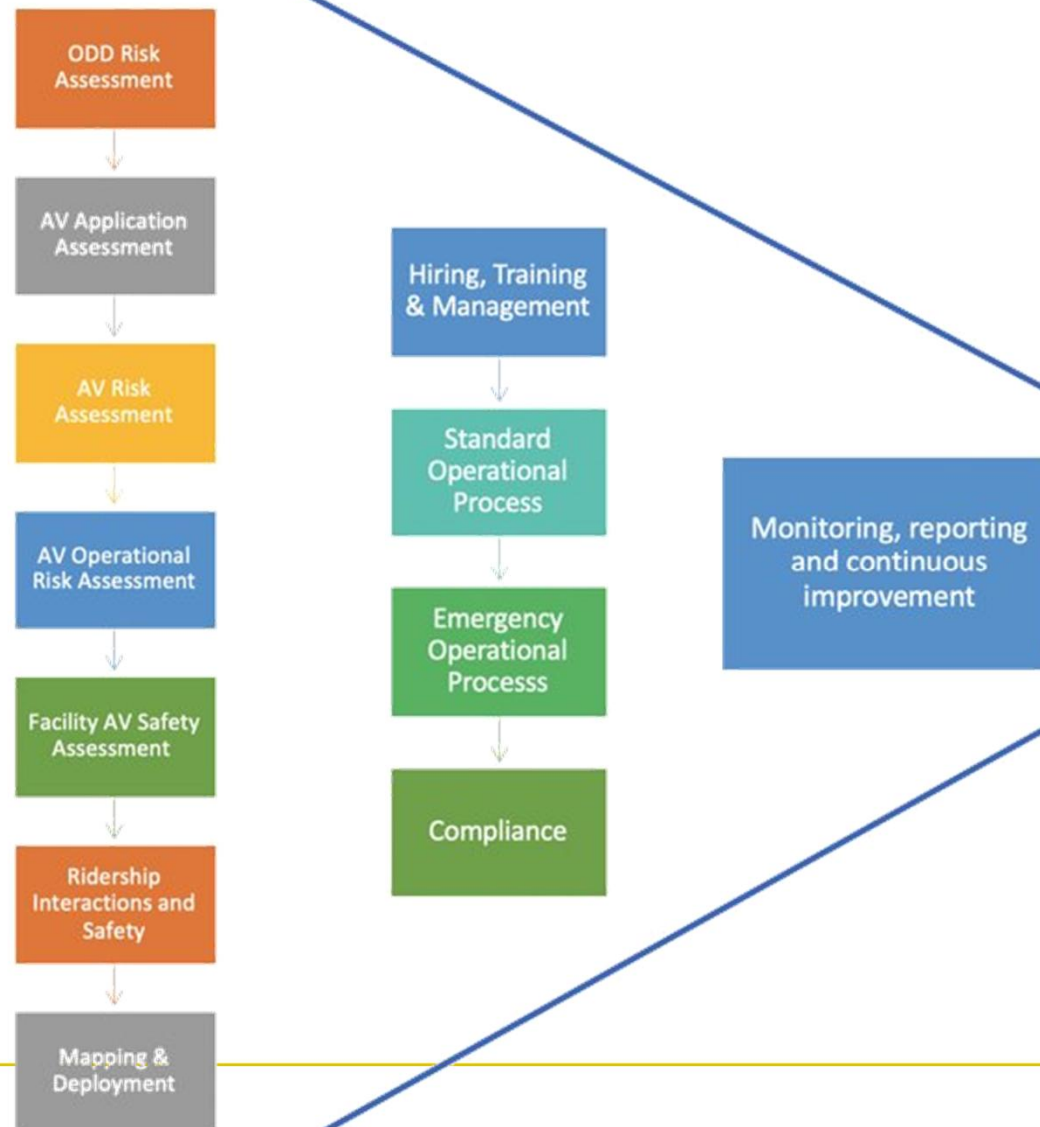 ODD Risk
Assessment
AV Application
Assessment
AV Risk
Assessment
AV Operational
Risk Assessment
Facility AV Safety
Assessment
Ridership
Interactions and
Safety
Mapping &
Deployment
Hiring, Training
& Management
Standard
Operational
Process
Emergency
Operational
Processs
Compliance
Monitoring, reporting
and continuous
improvement